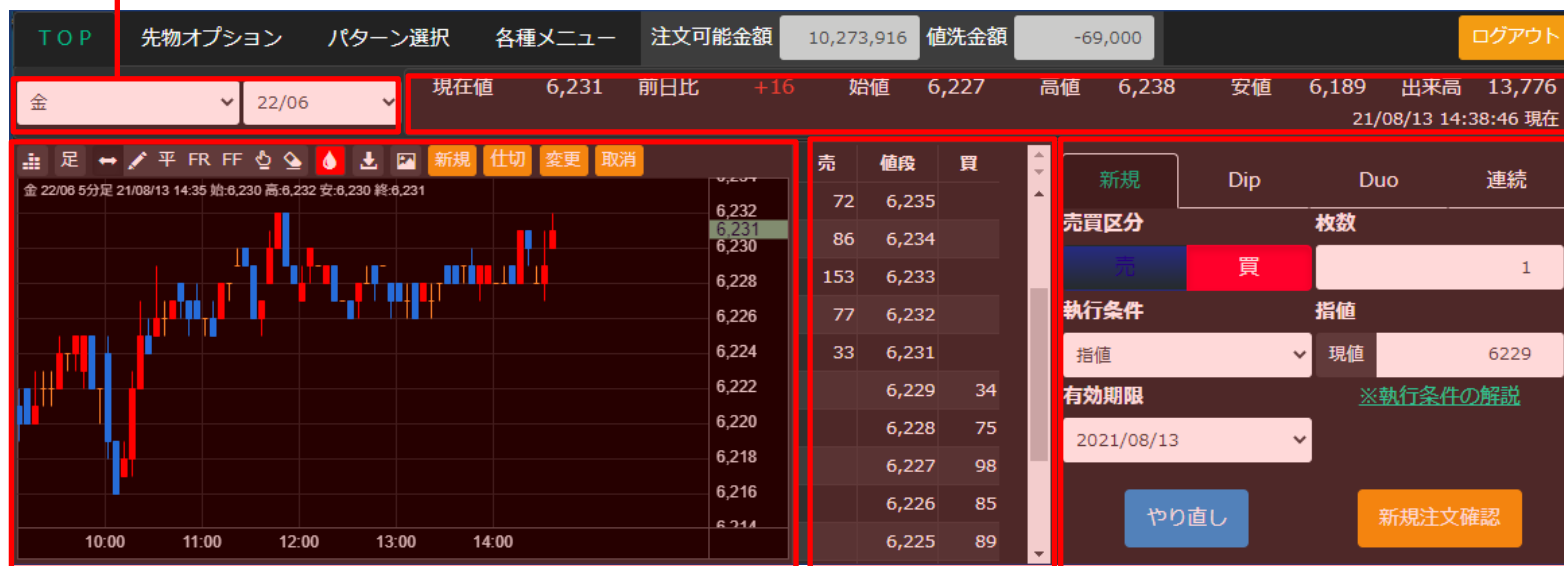 TOP 先物オプション パターン選択 各種メニュー 注文可能金額 10,273,916 値洗金額 -69,000 ログアウト
金 22/06
現在値 6,231 前日比 +16 始値 6,227 高値 6,238 安値 6,189 出来高 13,776
21/08/13 14:38:46 現在
足 平 FR FF 新規 仕切 変更 取消
金 22/06 5分足 21/08/13 14:35 始:6,230 高:6,232 安:6,230 終:6,231
6,234
6,232
6,231
6,230
6,228
6,226
6,224
6,222
6,220
6,218
6,216
6,214
10:00 11:00 12:00 13:00 14:00
売 値段 買
72 6,235
86 6,234
153 6,233
77 6,232
33 6,231
6,229 34
6,228 75
6,227 98
6,226 85
6,225 89
新規 Dip Duo 連続
売買区分 枚数
売 買 1
執行条件 指値
指値 現値 6229
有効期限 ※執行条件の解説
2021/08/13
やり直し 新規注文確認